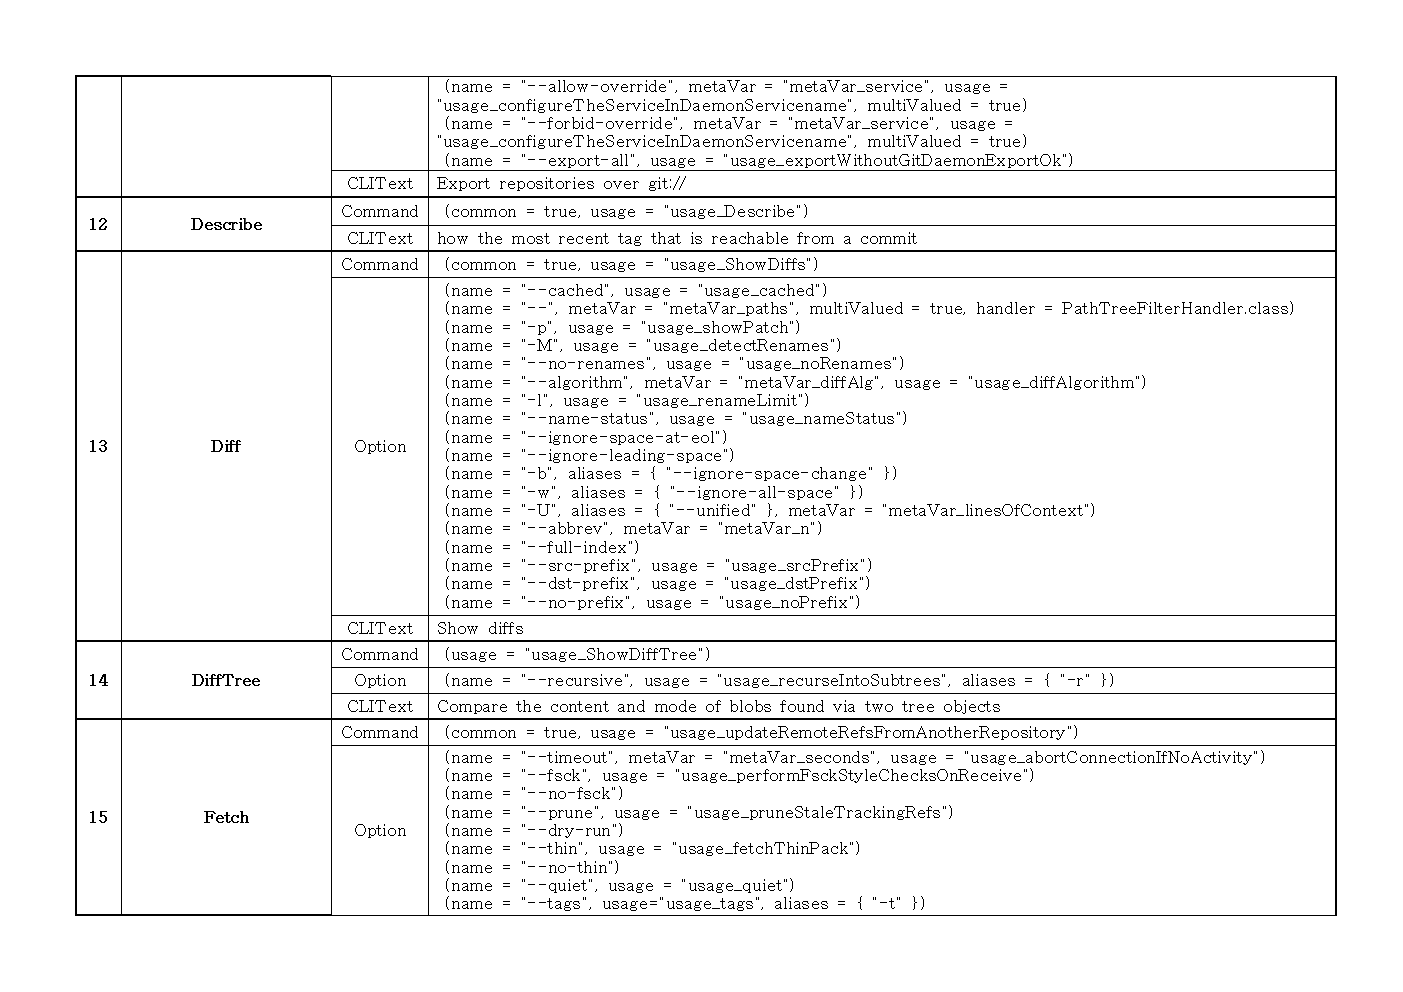 (name = "--allow-override", metaVar = "metaVar_service", usage =
"usage_configureTheServiceInDaemonServicename", multiValued = true)
(name = "--forbid-override", metaVar = "metaVar_service", usage =
"usage_configureTheServiceInDaemonServicename", multiValued = true)
(name = "--export-all", usage = "usage_exportWithoutGitDaemonExportOk")
CLIText Export repositories over git://
12 Describe Command (common = true, usage = "usage_Describe")
CLIText how the most recent tag that is reachable from a commit
13 Diff Command (common = true, usage = "usage_ShowDiffs")
Option (name = "--cached", usage = "usage_cached")
(name = "--", metaVar = "metaVar_paths", multiValued = true, handler = PathTreeFilterHandler.class)
(name = "-p", usage = "usage_showPatch")
(name = "-M", usage = "usage_detectRenames")
(name = "--no-renames", usage = "usage_noRenames")
(name = "--algorithm", metaVar = "metaVar_diffAlg", usage = "usage_diffAlgorithm")
(name = "-l", usage = "usage_renameLimit")
(name = "--name-status", usage = "usage_nameStatus")
(name = "--ignore-space-at-eol")
(name = "--ignore-leading-space")
(name = "-b", aliases = { "--ignore-space-change" })
(name = "-w", aliases = { "--ignore-all-space" })
(name = "-U", aliases = { "--unified" }, metaVar = "metaVar_linesOfContext")
(name = "--abbrev", metaVar = "metaVar_n")
(name = "--full-index")
(name = "--src-prefix", usage = "usage_srcPrefix")
(name = "--dst-prefix", usage = "usage_dstPrefix")
(name = "--no-prefix", usage = "usage_noPrefix")
CLIText Show diffs
14 DiffTree Command (usage = "usage_ShowDiffTree")
Option (name = "--recursive", usage = "usage_recurseIntoSubtrees", aliases = { "-r" })
CLIText Compare the content and mode of blobs found via two tree objects
15 Fetch Command (common = true, usage = "usage_updateRemoteRefsFromAnotherRepository")
Option (name = "--timeout", metaVar = "metaVar_seconds", usage = "usage_abortConnectionIfNoActivity")
(name = "--fsck", usage = "usage_performFsckStyleChecksOnReceive")
(name = "--no-fsck")
(name = "--prune", usage = "usage_pruneStaleTrackingRefs")
(name = "--dry-run")
(name = "--thin", usage = "usage_fetchThinPack")
(name = "--no-thin")
(name = "--quiet", usage = "usage_quiet")
(name = "--tags", usage="usage_tags", aliases = { "-t" })